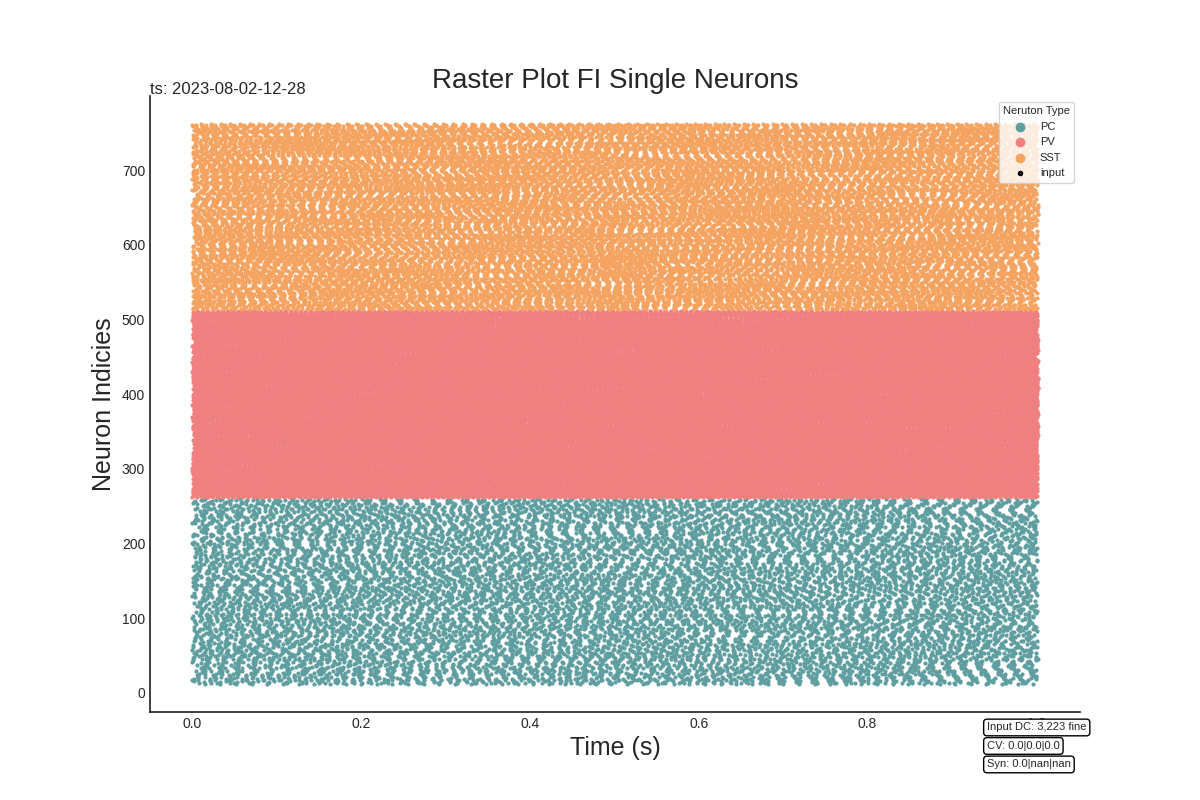 Raster Plot FI Single Neurons
ts: 2023-08-02-12-28
Neruton Type
PC
PV
SST
input
Neuron Indicies
700
600
500
400
300
200
100
0
0.0 0.2 0.4 0.6 0.8
Time (s)
Input DC: 3,223 fine
CV: 0.0|0.0|0.0
Syn: 0.0|nan|nan